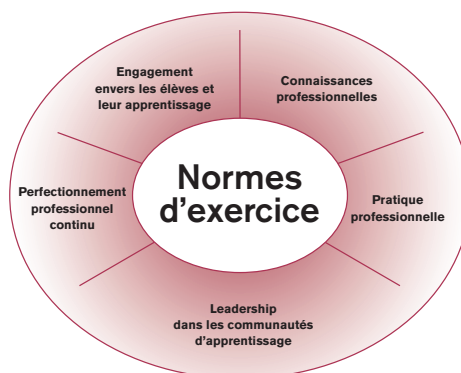 Engagement
envers les élèves et
leur apprentissage
Connaissances
professionnelles
Perfectionnement
professionnel
continu
Normes
d’exercice
Pratique
professionnelle
Leadership
dans les communautés
d’apprentissage